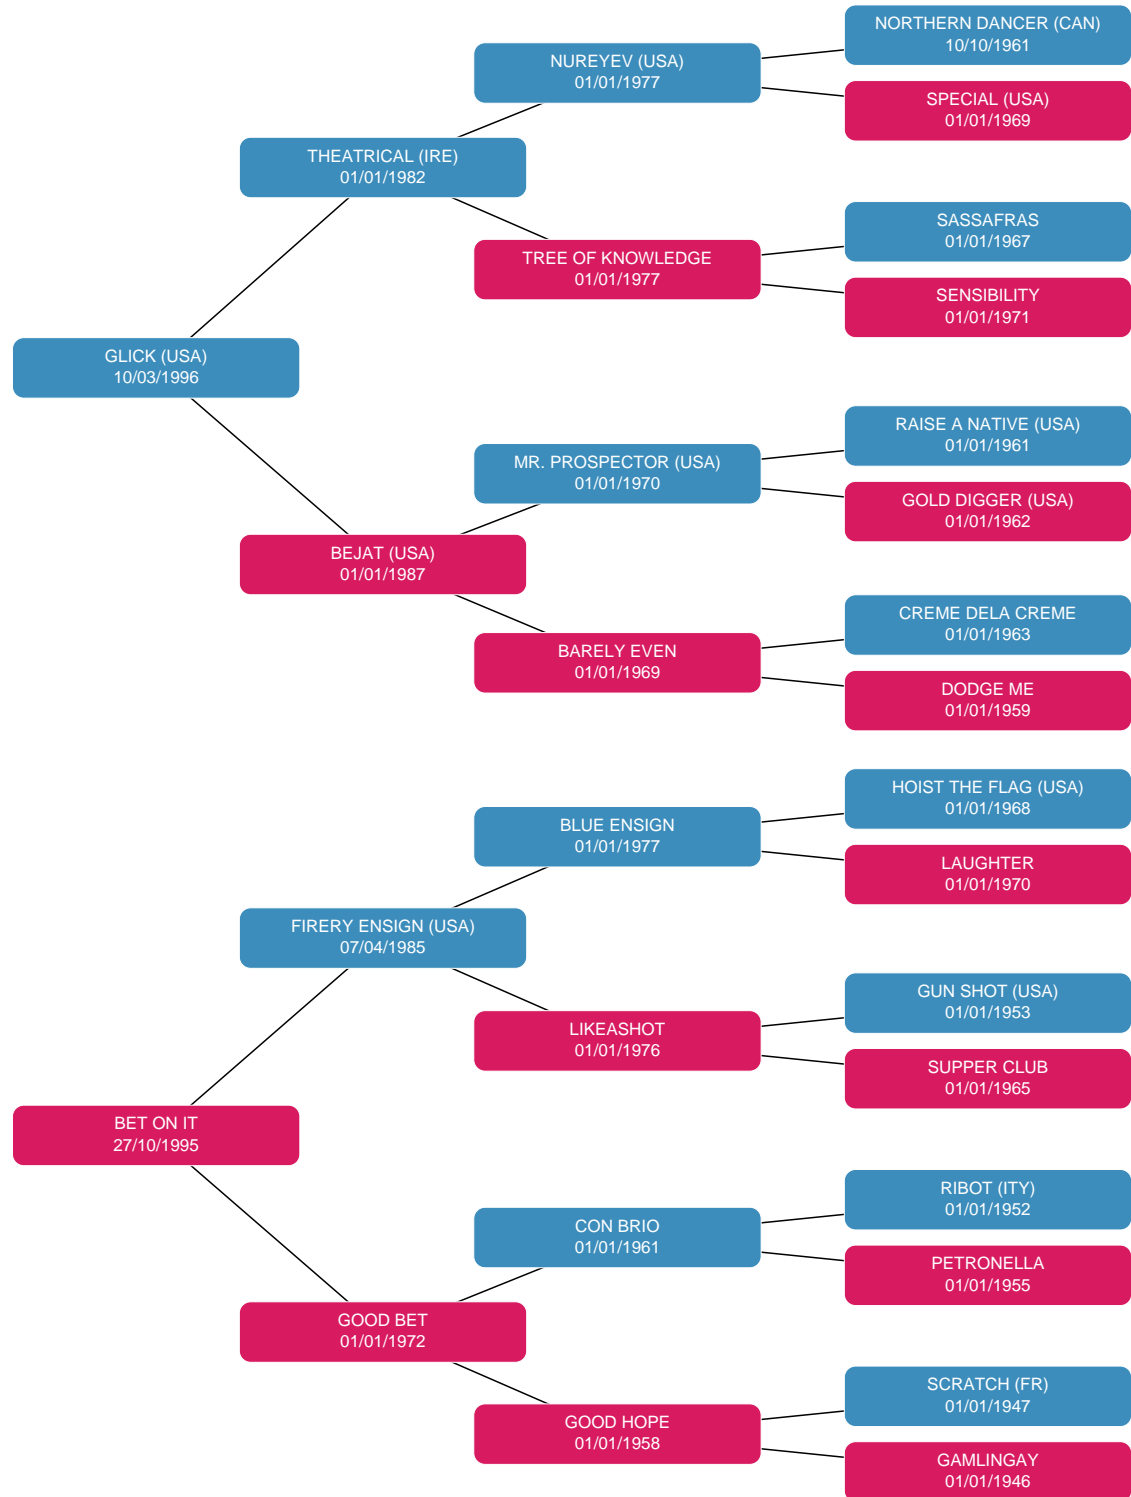 NORTHERN DANCER (CAN)
10/10/1961
NUREYEV (USA)
01/01/1977
SPECIAL (USA)
01/01/1969
THEATRICAL (IRE)
01/01/1982
SASSAFRAS
01/01/1967
TREE OF KNOWLEDGE
01/01/1977
SENSIBILITY
01/01/1971
GLICK (USA)
10/03/1996
RAISE A NATIVE (USA)
01/01/1961
MR. PROSPECTOR (USA)
01/01/1970
GOLD DIGGER (USA)
01/01/1962
BEJAT (USA)
01/01/1987
CREME DELA CREME
01/01/1963
BARELY EVEN
01/01/1969
DODGE ME
01/01/1959
HOIST THE FLAG (USA)
01/01/1968
BLUE ENSIGN
01/01/1977
LAUGHTER
01/01/1970
FIRERY ENSIGN (USA)
07/04/1985
GUN SHOT (USA)
01/01/1953
LIKEASHOT
01/01/1976
SUPPER CLUB
01/01/1965
BET ON IT
27/10/1995
RIBOT (ITY)
01/01/1952
CON BRIO
01/01/1961
PETRONELLA
01/01/1955
GOOD BET
01/01/1972
SCRATCH (FR)
01/01/1947
GOOD HOPE
01/01/1958
GAMLINGAY
01/01/1946